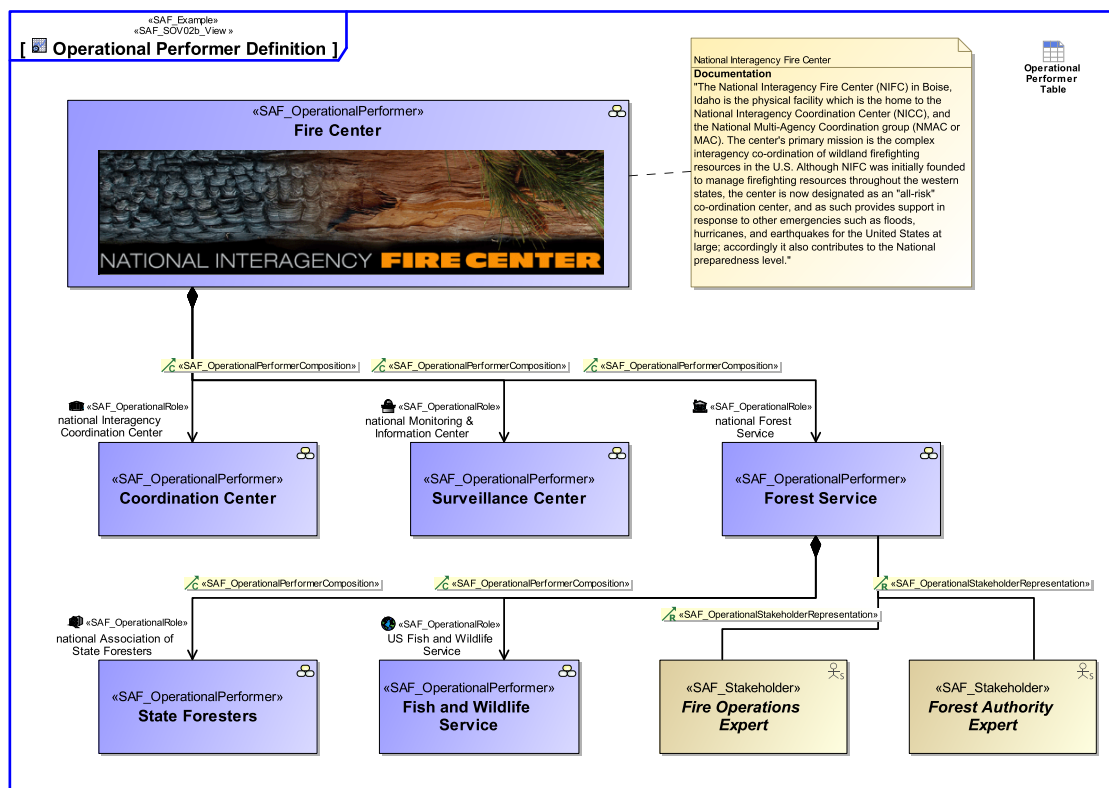 «SAF_Example»
«SAF_SOV02b_View »
[ Operational Performer Definition ]
National Interagency Fire Center
Documentation
"The National Interagency Fire Center (NIFC) in Boise,
Idaho is the physical facility which is the home to the
National Interagency Coordination Center (NICC), and
the National Multi-Agency Coordination group (NMAC or
MAC). The center's primary mission is the complex
interagency co-ordination of wildland firefighting
resources in the U.S. Although NIFC was initially founded
to manage firefighting resources throughout the western
states, the center is now designated as an "all-risk"
co-ordination center, and as such provides support in
response to other emergencies such as floods,
hurricanes, and earthquakes for the United States at
large; accordingly it also contributes to the National
preparedness level."
Operational
Performer
Table
«SAF_OperationalPerformer»
Fire Center
NATIONAL INTERAGENCY FIRE CENTER
C «SAF_OperationalPerformerComposition»
C «SAF_OperationalPerformerComposition»
C «SAF_OperationalPerformerComposition»
«SAF_OperationalRole»
national Interagency
Coordination Center
«SAF_OperationalRole»
national Monitoring &
Information Center
«SAF_OperationalRole»
national Forest
Service
«SAF_OperationalPerformer»
Coordination Center
«SAF_OperationalPerformer»
Surveillance Center
«SAF_OperationalPerformer»
Forest Service
C «SAF_OperationalPerformerComposition»
C «SAF_OperationalPerformerComposition»
R «SAF_OperationalStakeholderRepresentation»
R «SAF_OperationalStakeholderRepresentation»
«SAF_OperationalRole»
national Association of
State Foresters
«SAF_OperationalRole»
US Fish and Wildlife
Service
«SAF_OperationalPerformer»
State Foresters
«SAF_OperationalPerformer»
Fish and Wildlife
Service
S
«SAF_Stakeholder»
Fire Operations
Expert
S
«SAF_Stakeholder»
Forest Authority
Expert